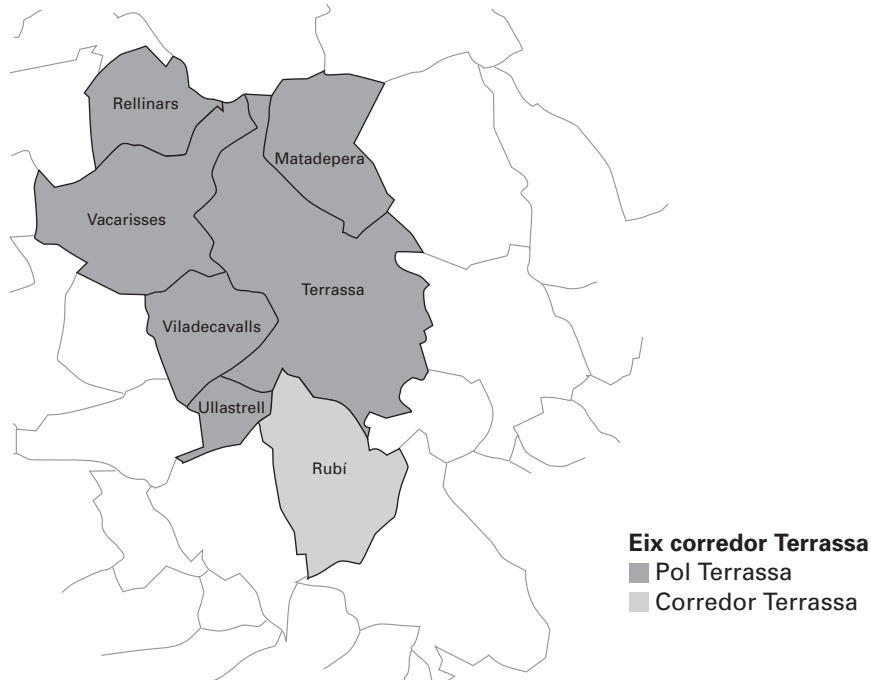 Rellinars
Matadepera
Vacarisses
Terrassa
Viladecavalls
Ullastrell
Rubí
Eix corredor Terrassa
Pol Terrassa
Corredor Terrassa